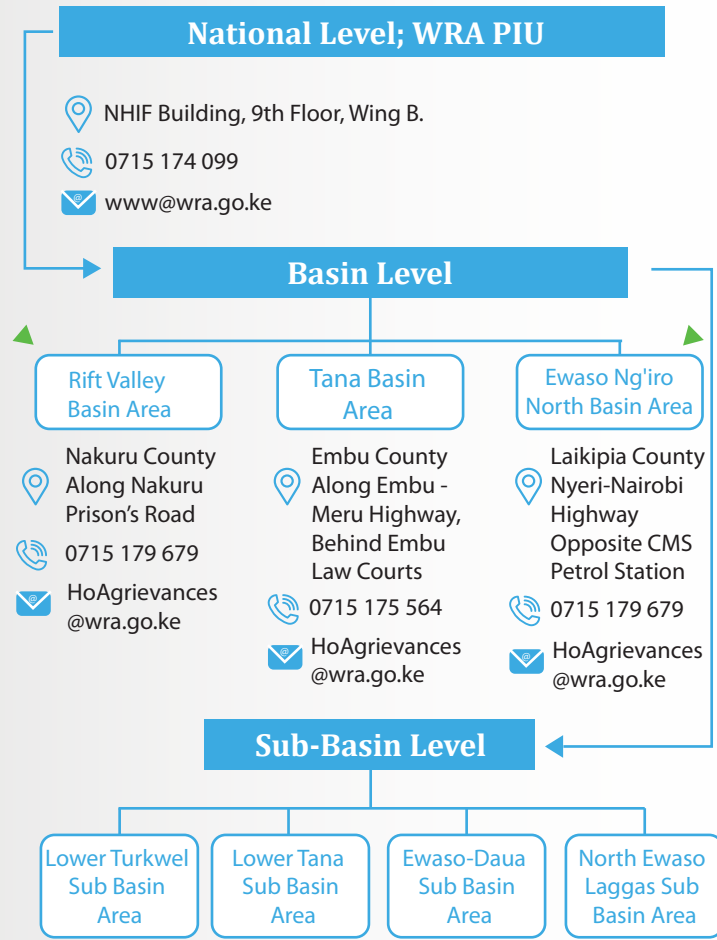 National Level; WRA PIU
NHIF Building, 9th Floor, Wing B.
0715 174 099
www@wra.go.ke
Basin Level
Rift Valley
Basin Area
Nakuru County
Along Nakuru
Prison's Road
0715 179 679
HoAgrievances
@wra.go.ke
Tana Basin
Area
Embu County
Along Embu -
Meru Highway,
Behind Embu
Law Courts
0715 175 564
HoAgrievances
@wra.go.ke
Ewaso Ng'iro
North Basin Area
Laikipia County
Nyeri-Nairobi
Highway
Opposite CMS
Petrol Station
0715 179 679
HoAgrievances
@wra.go.ke
Sub-Basin Level
Lower Turkwel
Sub Basin
Area
Lower Tana
Sub Basin
Area
Ewaso-Daua
Sub Basin
Area
North Ewaso
Laggas Sub
Basin Area